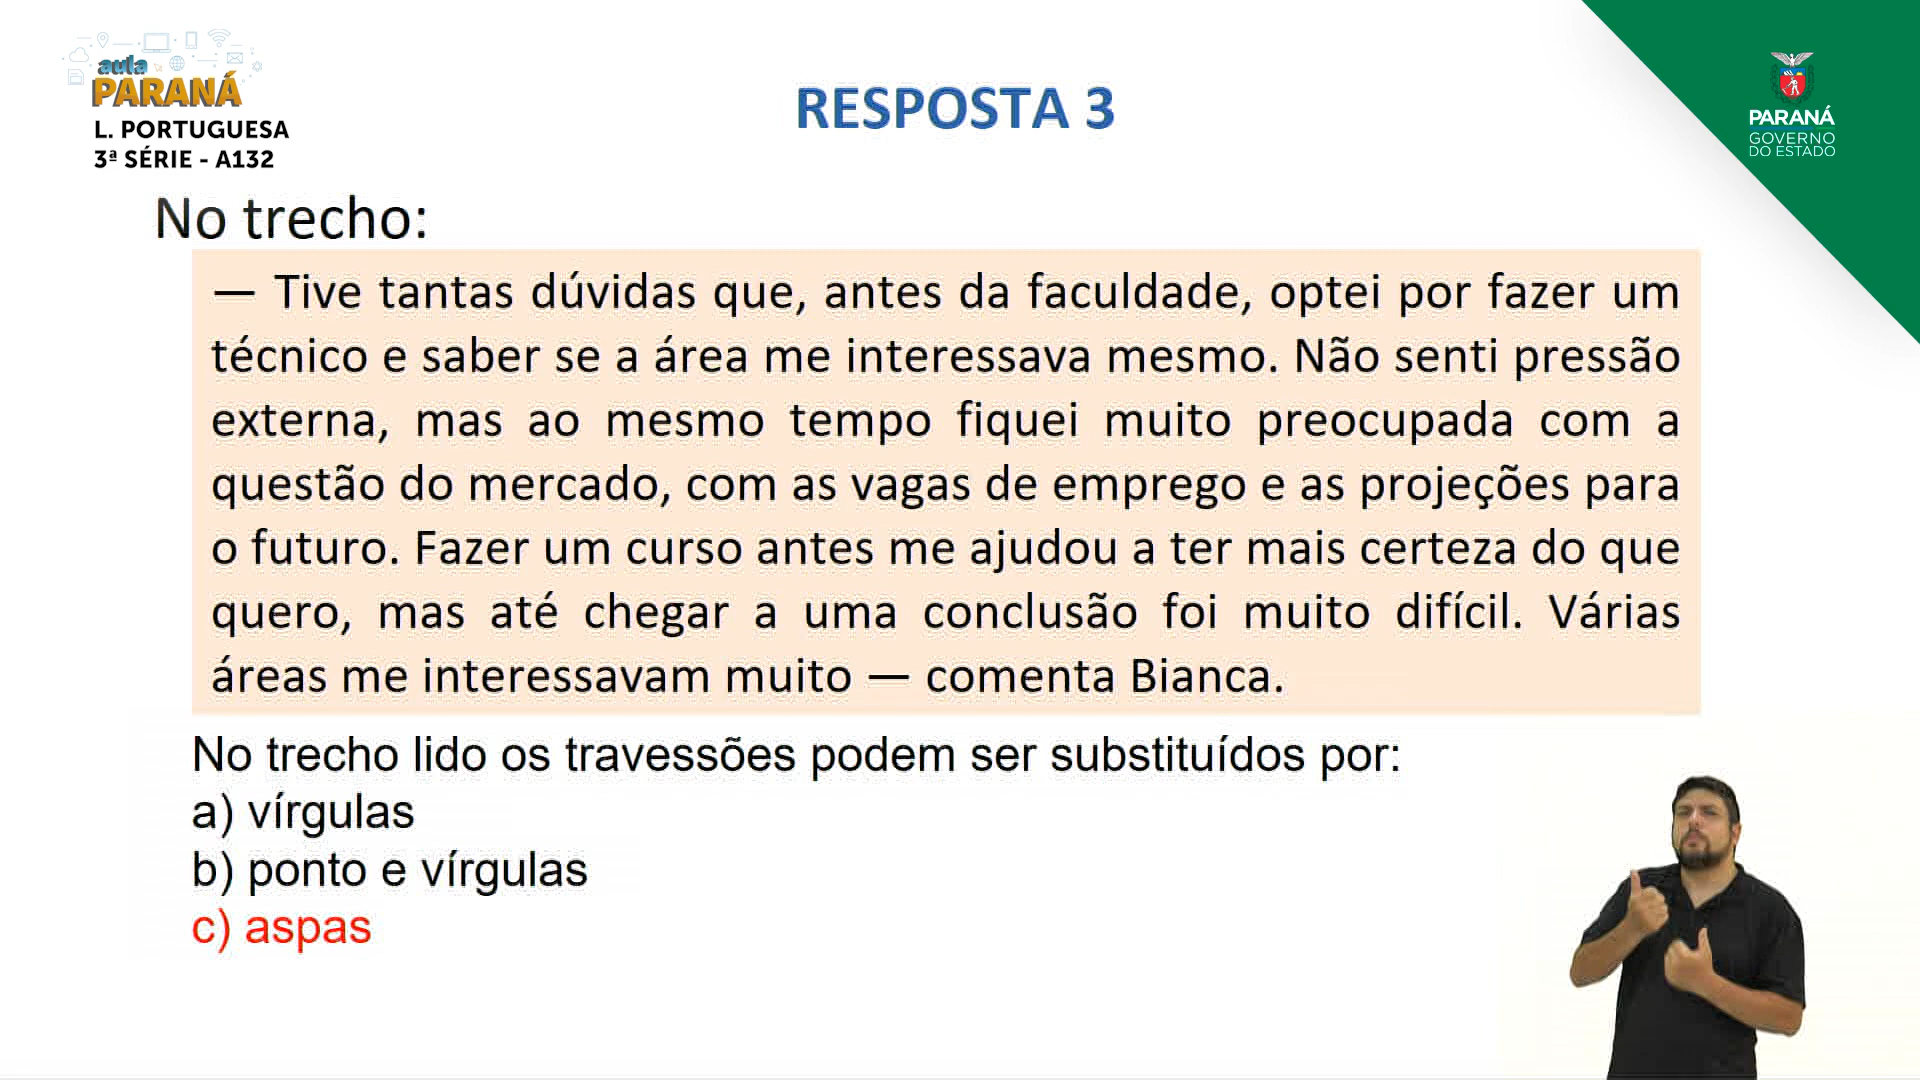 aula
PARANÁ
L. PORTUGUESA
3ª SÉRIE - A132
RESPOSTA 3
PARANÁ
GOVERNO
DO ESTADO
No trecho:
— Tive tantas dúvidas que, antes da faculdade, optei por fazer um
técnico e saber se a área me interessava mesmo. Não senti pressão
externa, mas ao mesmo tempo fiquei muito preocupada com a
questão do mercado, com as vagas de emprego e as projeções para
o futuro. Fazer um curso antes me ajudou a ter mais certeza do que
quero, mas até chegar a uma conclusão foi muito difícil. Várias
áreas me interessavam muito — comenta Bianca.
No trecho lido os travessões podem ser substituídos por:
a) vírgulas
b) ponto e vírgulas
c) aspas